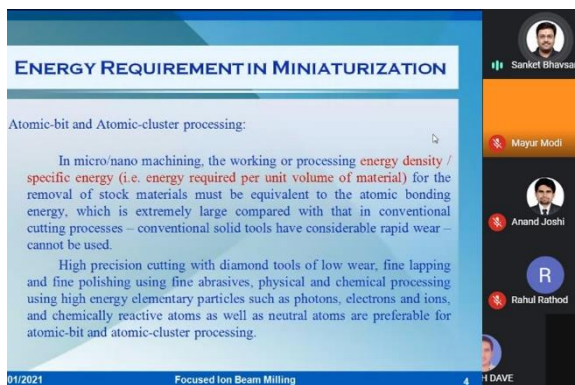 ENERGY REQUIREMENT IN MINIATURIZATION
Atomic-bit and Atomic-cluster processing:
In micro/nano machining, the working or processing energy density /
specific energy (i.e. energy required per unit volume of material) for the
removal of stock materials must be equivalent to the atomic bonding
energy, which is extremely large compared with that in conventional
cutting processes – conventional solid tools have considerable rapid wear –
cannot be used.
High precision cutting with diamond tools of low wear, fine lapping
and fine polishing using fine abrasives, physical and chemical processing
using high energy elementary particles such as photons, electrons and ions,
and chemically reactive atoms as well as neutral atoms are preferable for
atomic-bit and atomic-cluster processing.
01/2021
Focused Ion Beam Milling
4
Sanket Bhavsa
Mayur Modi
Anand Joshi
R
Rahul Rathod
H DAVE